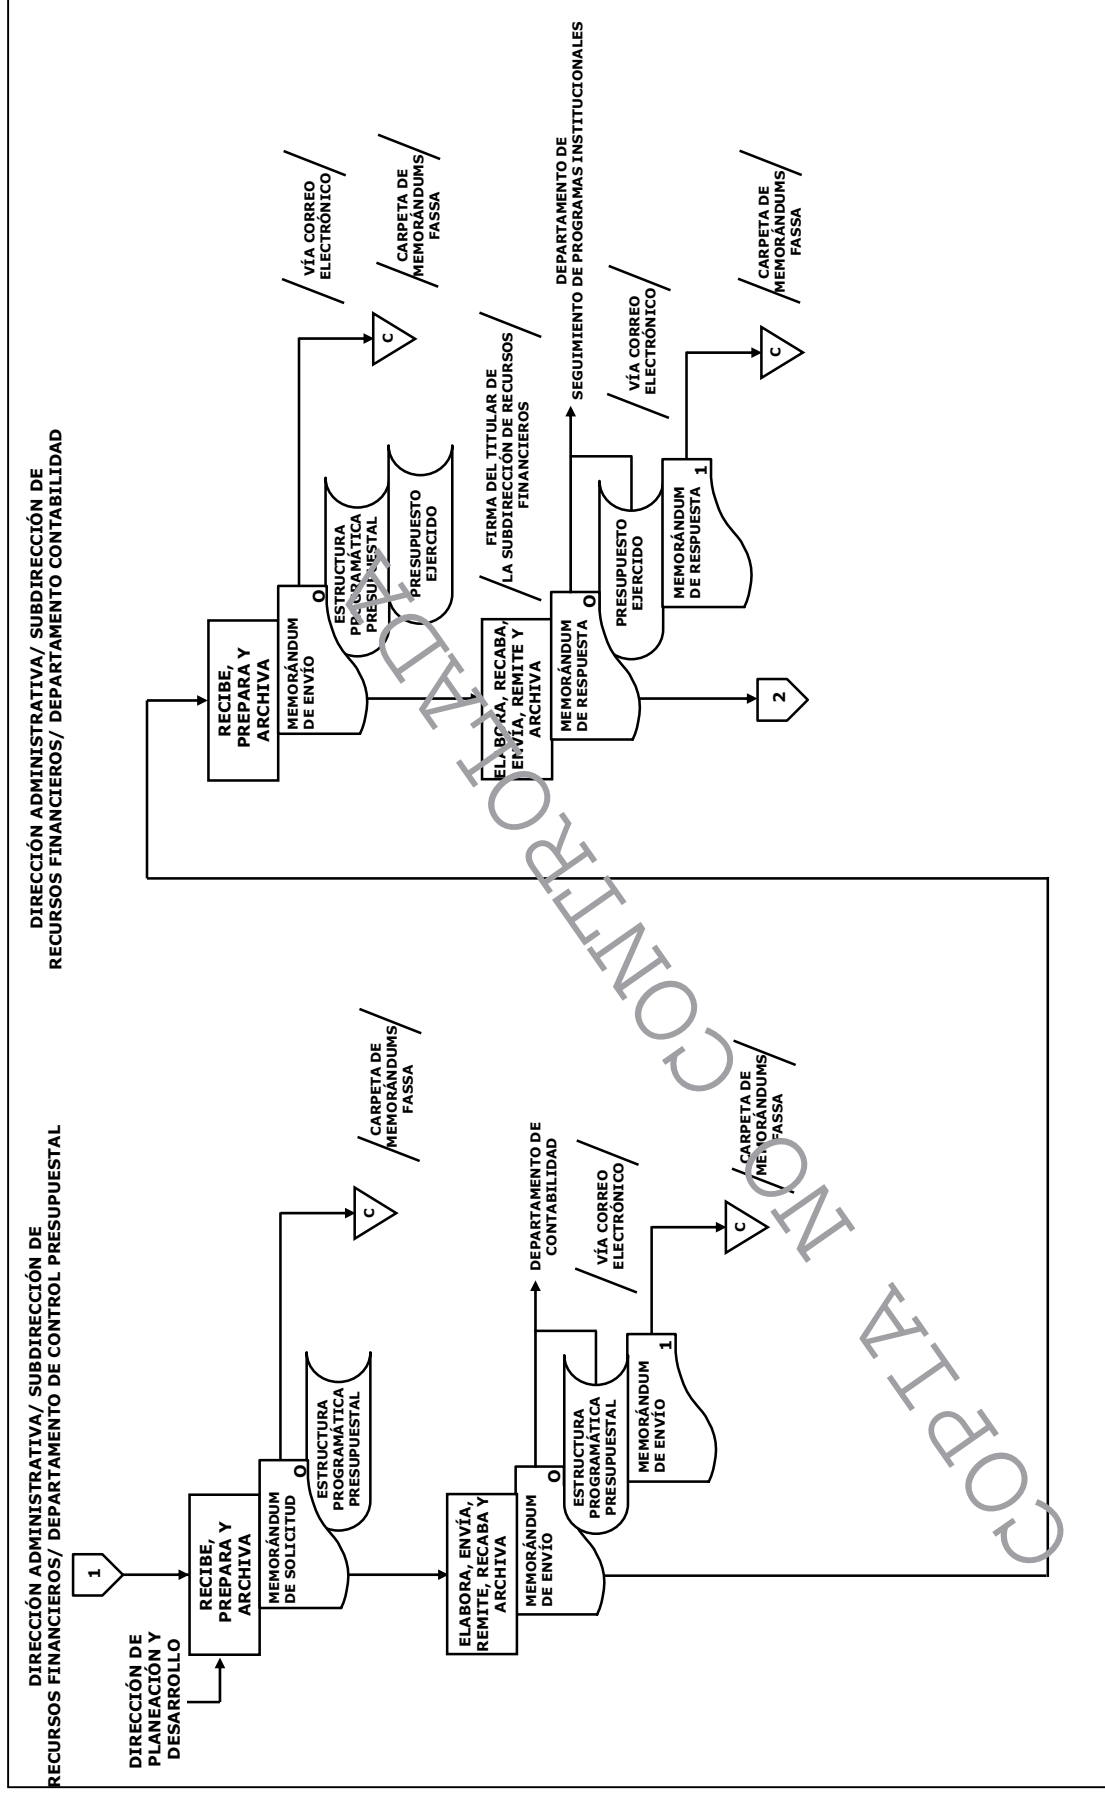 DIRECCIÓN ADMINISTRATIVA/ SUBDIRECCIÓN DE
RECURSOS FINANCIEROS/ DEPARTAMENTO DE CONTROL PRESUPUESTAL
1
DIRECCIÓN DE
PLANEACIÓN Y
DESARROLLO
RECIBE,
PREPARA Y
ARCHIVA
MEMORÁNDUM
DE SOLICITUD
O
ESTRUCTURA
PROGRAMÁTICA
PRESUPUESTAL
C
CARPETA DE
MEMORÁNDUMS
FASSA
ELABORA, ENVÍA,
REMITE, RECABA Y
ARCHIVA
MEMORÁNDUM
DE ENVÍO
O
ESTRUCTURA
PROGRAMÁTICA
PRESUPUESTAL
MEMORÁNDUM
DE ENVÍO
1
DEPARTAMENTO DE
CONTABILIDAD
VÍA CORREO
ELECTRÓNICO
C
CARPETA DE
MEMORÁNDUMS
FASSA
DIRECCIÓN ADMINISTRATIVA/ SUBDIRECCIÓN DE
RECURSOS FINANCIEROS/ DEPARTAMENTO CONTABILIDAD
RECIBE,
PREPARA Y
ARCHIVA
MEMORÁNDUM
DE ENVÍO
O
ESTRUCTURA
PROGRAMÁTICA
PRESUPUESTAL
PRESUPUESTO
EJERCIDO
C
VÍA CORREO
ELECTRÓNICO
CARPETA DE
MEMORÁNDUMS
FASSA
ELABORA, RECABA,
ENVÍA, REMITE Y
ARCHIVA
FIRMA DEL TITULAR DE
LA SUBDIRECCIÓN DE RECURSOS
FINANCIEROS
MEMORÁNDUM
DE RESPUESTA
O
PRESUPUESTO
EJERCIDO
MEMORÁNDUM
DE RESPUESTA
1
DEPARTAMENTO DE
SEGUIMIENTO DE PROGRAMAS INSTITUCIONALES
VÍA CORREO
ELECTRÓNICO
C
CARPETA DE
MEMORÁNDUMS
FASSA
2
COPIA NO CONTROLADA